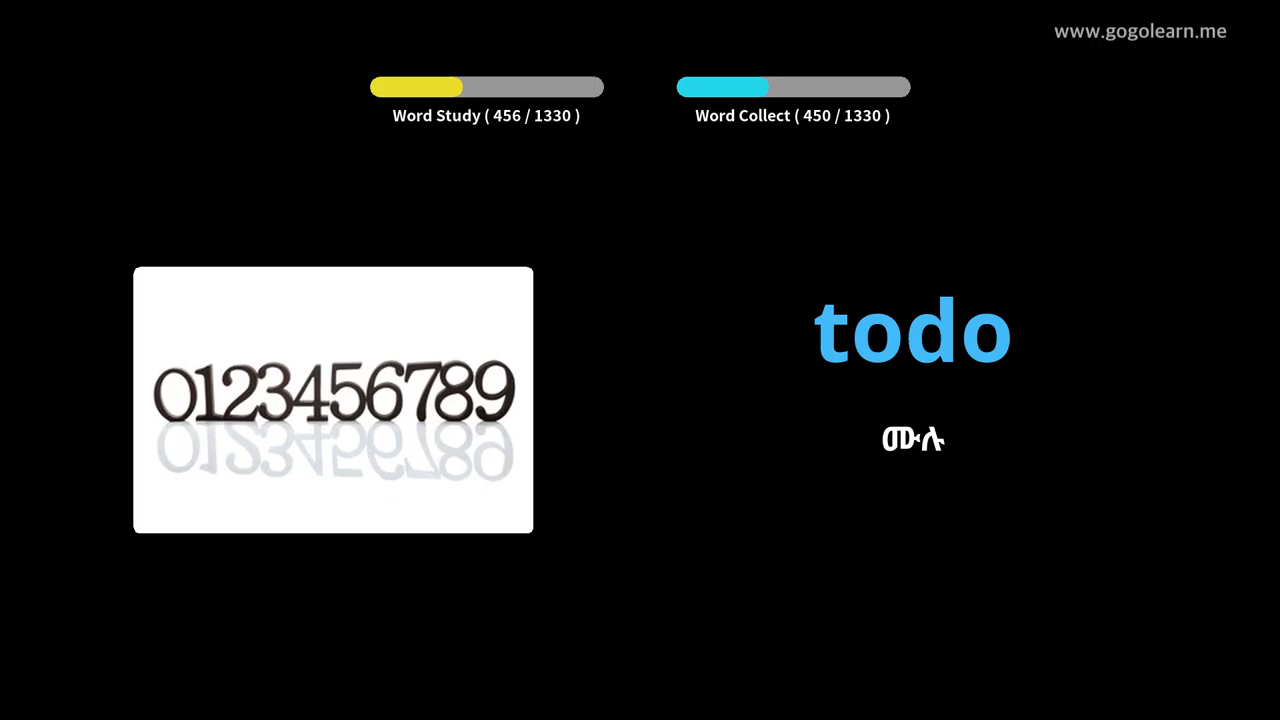 www.gogolearn.me
Word Study ( 456 / 1330 )
Word Collect ( 450 / 1330 )
0123456789
todo
ሙሉ